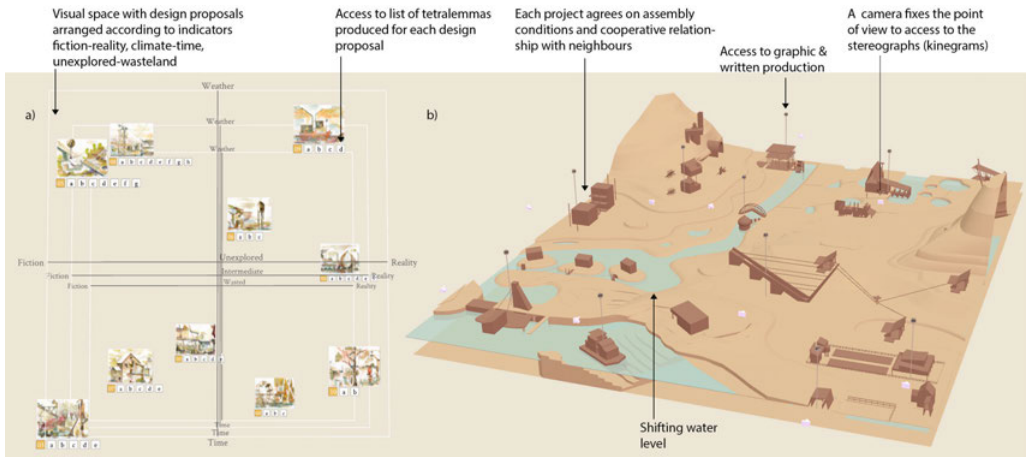 Visual space with design proposals
arranged according to indicators
fiction-reality, climate-time,
unexplored-wasteland
Access to list of tetralemmas
produced for each design
proposal
Each project agrees on assembly
conditions and cooperative relation-
ship with neighbours
Access to graphic &
written production
A camera fixes the point
of view to access to the
stereographs (kinegrams)
a)
Weather
Weather
Weather
a b c d
a b c d e f g h
a b c d e f g
a b c
Unexplored
Fiction
Reality
Intermediate
Fiction
Reality
Wasted
Fiction
Reality
a b c d e
a b c d e
a b
a b c
Time
Time
Time
a b c d e
b)
Shifting water
level